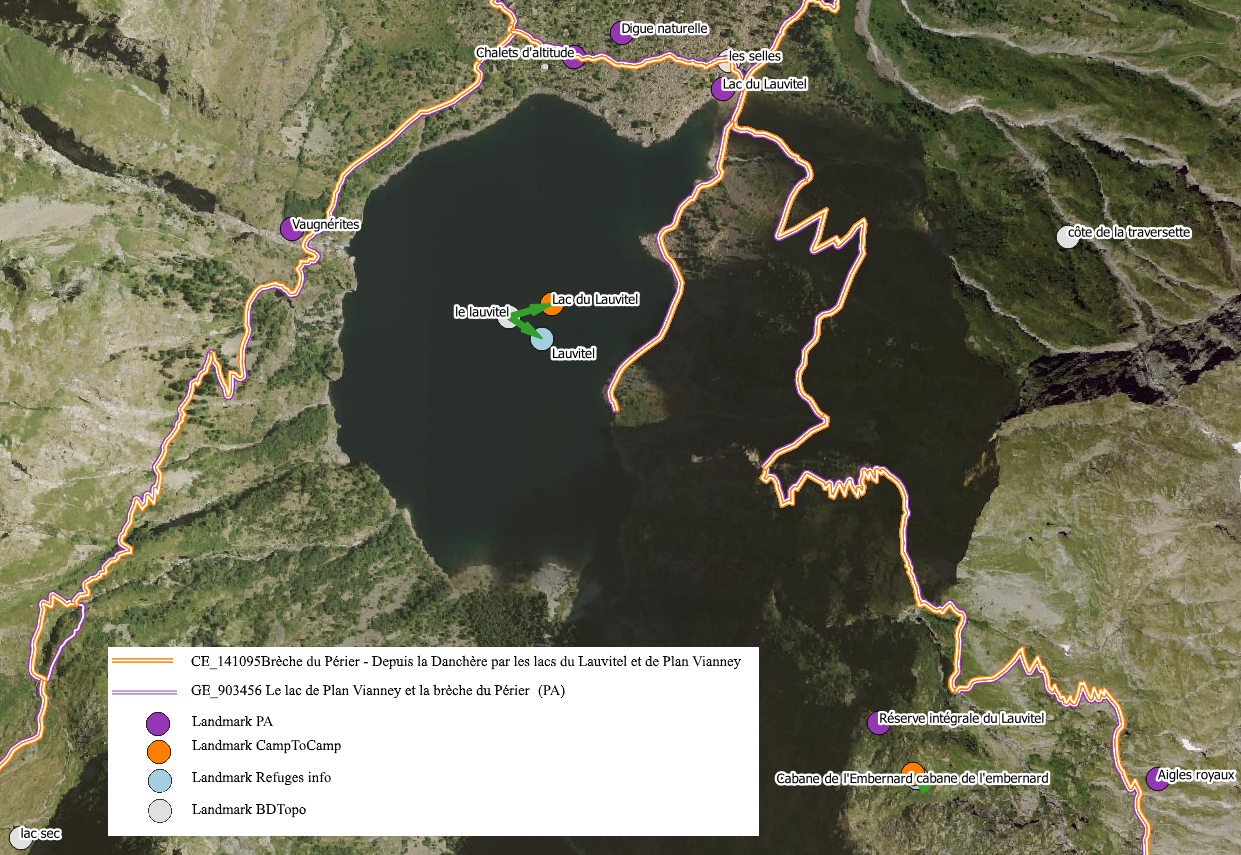 Digue naturelle
Chalets d'altitude
les selles
Lac du Lauvitel
Vaugnérites
côte de la traversette
Lac du Lauvitel
le lauvitel
Lauvitel
CE_141095Brèche du Périer - Depuis la Danchère par les lacs du Lauvitel et de Plan Vianney
GE_903456 Le lac de Plan Vianney et la brèche du Périer (PA)
Landmark PA
Landmark CampToCamp
Landmark Refuges info
Landmark BDTopo
Réserve intégrale du Lauvitel
Cabane de l'Embernard cabane de l'embernard
Aigles royaux
lac sec